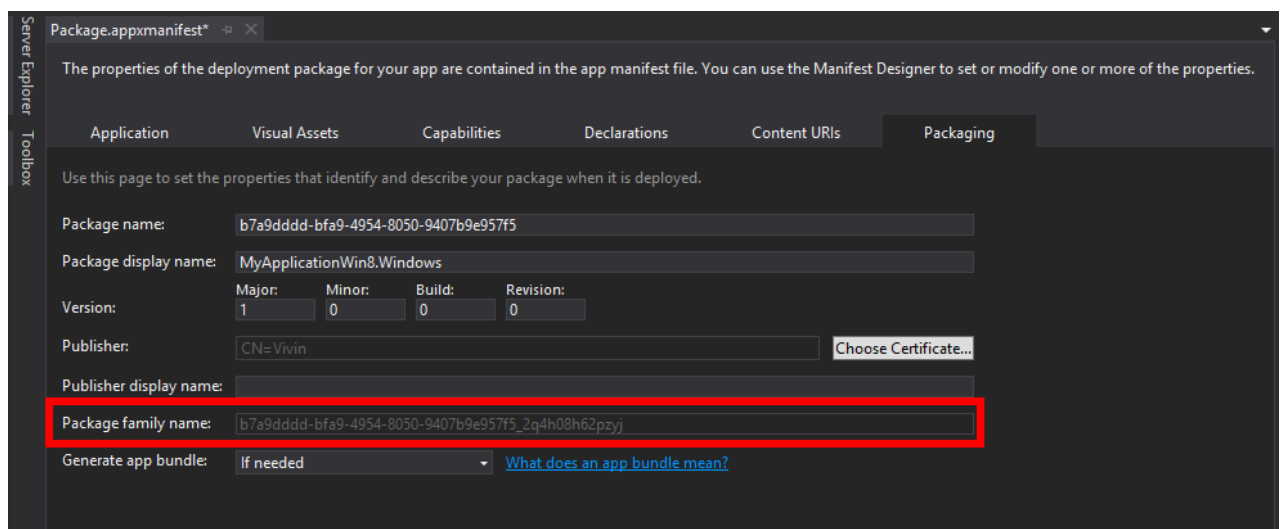 Server Explorer
Toolbox
Package.appxmanifest*
The properties of the deployment package for your app are contained in the app manifest file. You can use the Manifest Designer to set or modify one or more of the properties.
Application Visual Assets Capabilities Declarations Content URIs Packaging
Use this page to set the properties that identify and describe your package when it is deployed.
Package name: b7a9dddd-bfa9-4954-8050-9407b9e957f5
Package display name: MyApplicationWin8.Windows
Major: Minor: Build: Revision:
Version: 1 0 0 0
Publisher: CN=Vivin Choose Certificate...
Publisher display name:
Package family name: b7a9dddd-bfa9-4954-8050-9407b9e957f5_2q4h08h62pzyj
Generate app bundle: If needed What does an app bundle mean?